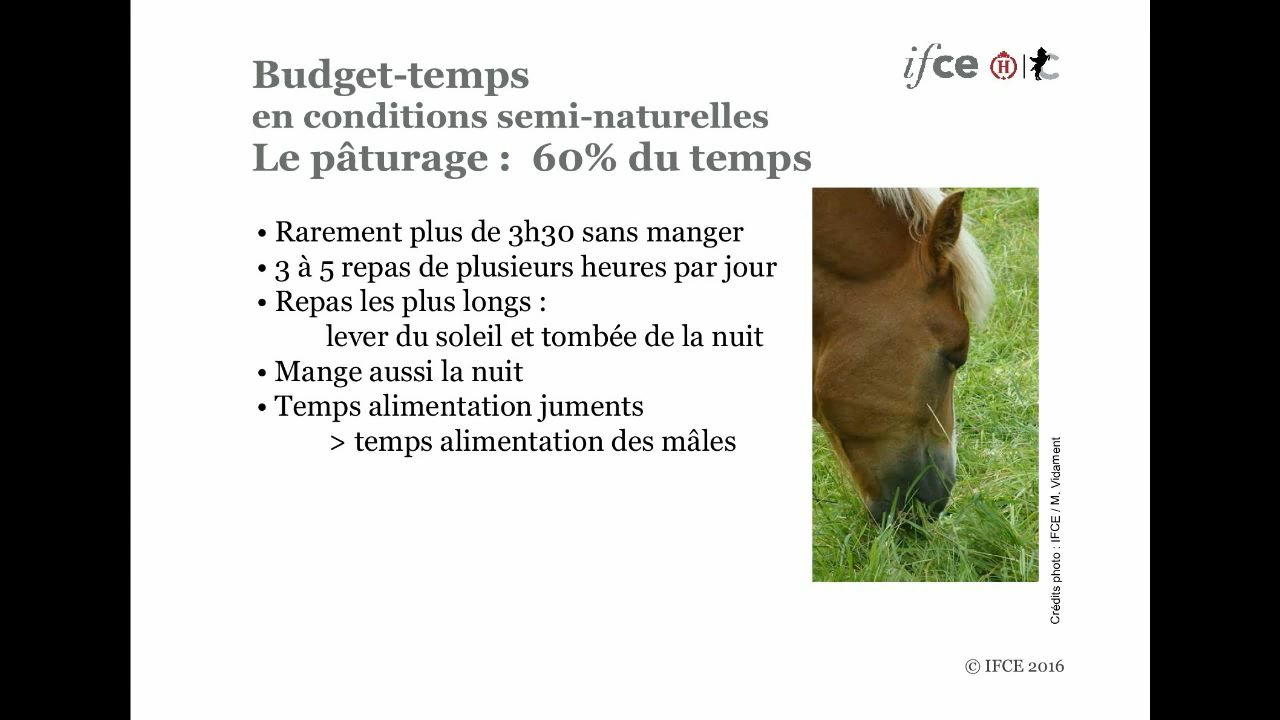 Budget-temps
en conditions semi-naturelles
Le pâturage : 60% du temps
ifce H
• Rarement plus de 3h30 sans manger
• 3 à 5 repas de plusieurs heures par jour
• Repas les plus longs :
lever du soleil et tombée de la nuit
• Mange aussi la nuit
• Temps alimentation juments
> temps alimentation des mâles
Crédits photo : IFCE / M. Vidament
© IFCE 2016